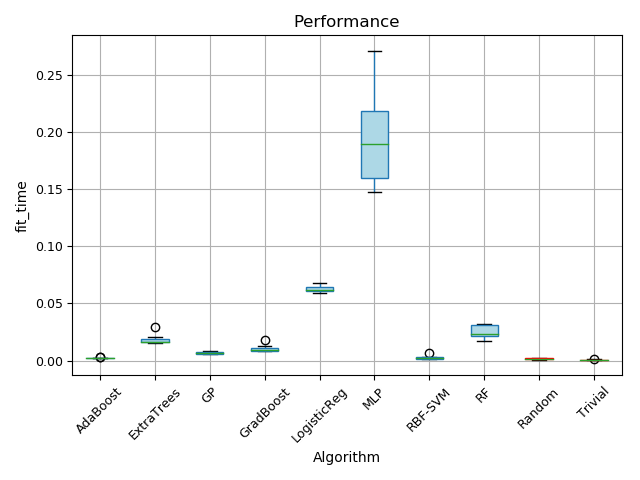 Performance
0.25
0.20
0.15
0.10
0.05
0.00
fit_time
AdaBoost
ExtraTrees
GP
GradBoost
LogisticReg
MLP
RBF-SVM
RF
Random
Trivial
Algorithm